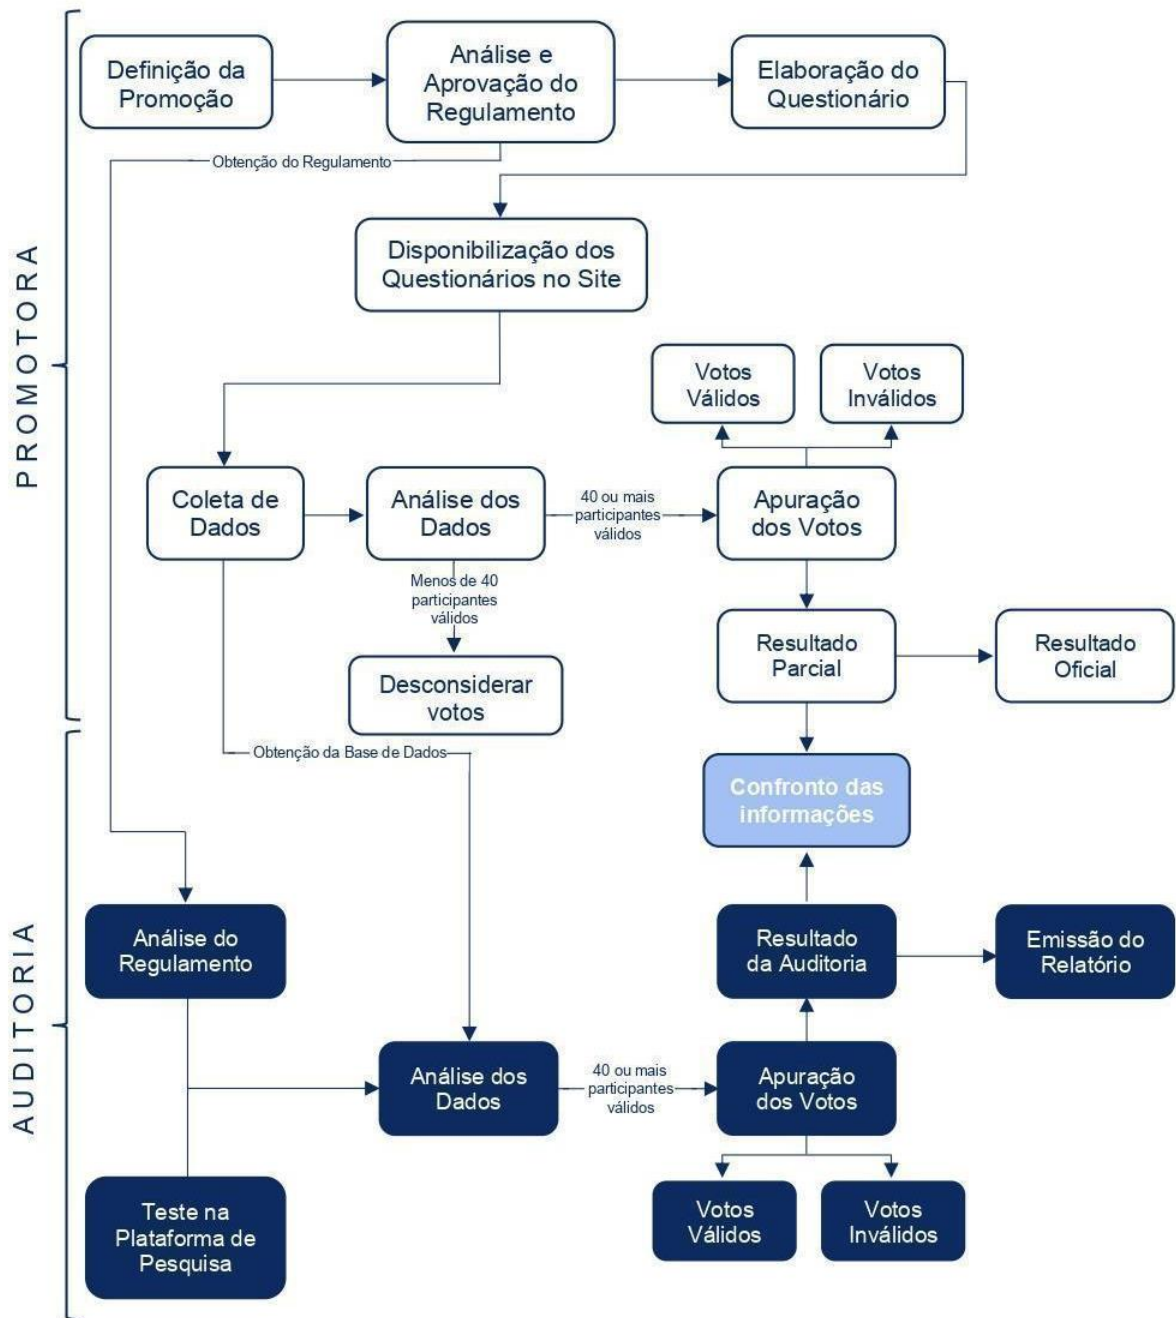 PROMOTORA
Definição da
Promoção
Análise e
Aprovação do
Regulamento
Elaboração do
Questionário
Obtenção do Regulamento
Disponibilização dos
Questionários no Site
Votos
Válidos
Votos
Inválidos
Coleta de
Dados
Análise dos
Dados
40 ou mais
participantes
válidos
Apuração
dos Votos
Menos de 40
participantes
válidos
Desconsiderar
votos
Resultado
Parcial
Resultado
Oficial
Obtenção da Base de Dados
Confronto das
informações
AUDITORIA
Análise do
Regulamento
Resultado
da Auditoria
Emissão do
Relatório
Análise dos
Dados
40 ou mais
participantes
válidos
Apuração
dos Votos
Teste na
Plataforma de
Pesquisa
Votos
Válidos
Votos
Inválidos